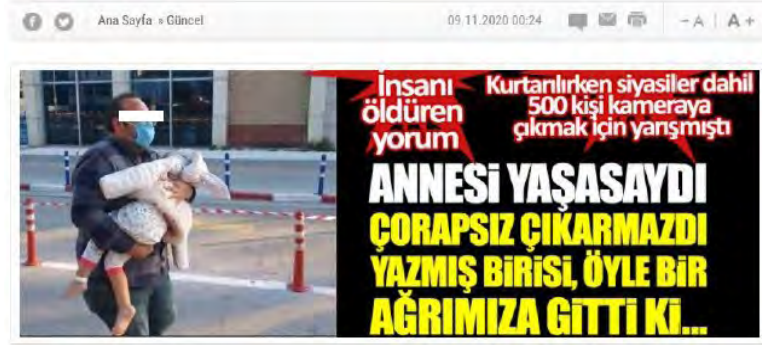 Ana Sayfa » Güncel
09.11.2020 00:24
- A | A +
İnsanı
öldüren
yorum
Kurtarılırken siyasiler dahil
500 kişi kameraya
çıkmak için yarışmıştı
ANNESİ YAŞASAYDI
ÇORAPSIZ ÇIKARMAZDI
YAZMIŞ BİRİSİ, ÖYLE BİR
AĞRIMIZA GİTTİ Kİ...